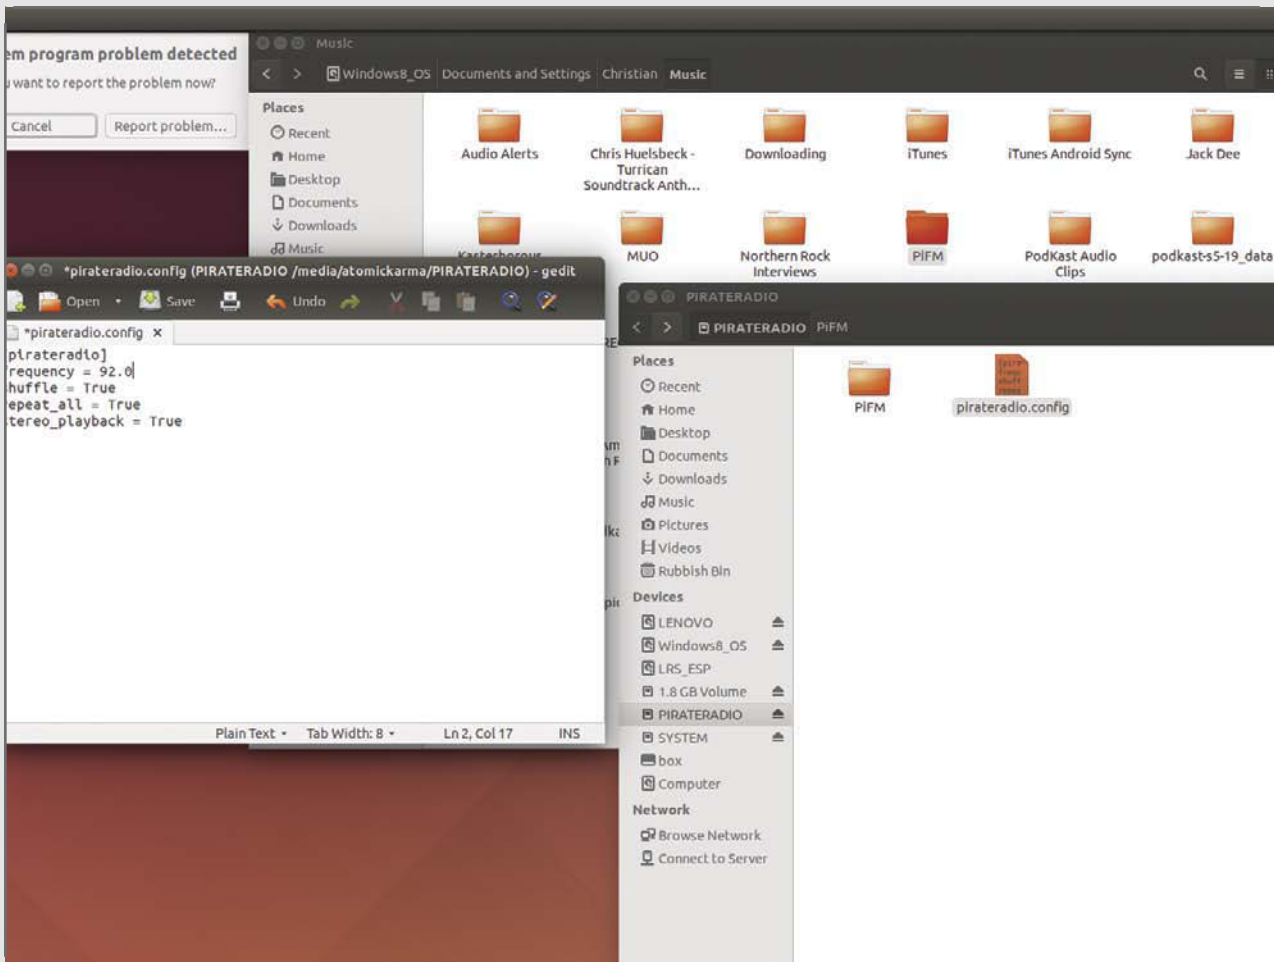 em program problem detected
u want to report the problem now?
Cancel
Report problem...
Music
Windows8_OS Documents and Settings Christian Music
Places
Recent
Home
Desktop
Documents
Downloads
Music
Audio Alerts
Chris Huelsbeck -
Turrican
Soundtrack Anth...
Downloading
iTunes
iTunes Android Sync
Jack Dee
Kasterborous
MUO
Northern Rock
Interviews
PiFM
PodKast Audio
Clips
podkast-s5-19_data
*pirateradio.config (PIRATERADIO /media/atomickarma/PIRATERADIO) - gedit
Open Save Undo
*pirateradio.config x
pirateradio]
requency = 92.0
huffle = True
epeat_all = True
tereo_playback = True
Plain Text Tab Width: 8 Ln 2, Col 17 INS
PIRATERADIO
PIRATERADIO PiFM
Places
Recent
Home
Desktop
Documents
Downloads
Music
Pictures
Videos
Rubbish Bin
Devices
LENOVO
Windows8_OS
LRS_ESP
1.8 GB Volume
PIRATERADIO
SYSTEM
box
Computer
Network
Browse Network
Connect to Server
PiFM
pirateradio.config